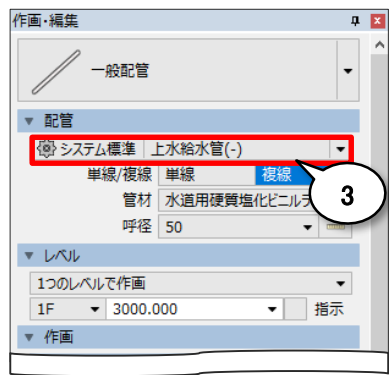 作画・編集
一般配管
配管
システム標準 上水給水管(-)
単線/複線 単線 複線
管材 水道用硬質塩化ビニルラ
呼径 50
レベル
1つのレベルで作画
1F 3000.000 指示
作画
3